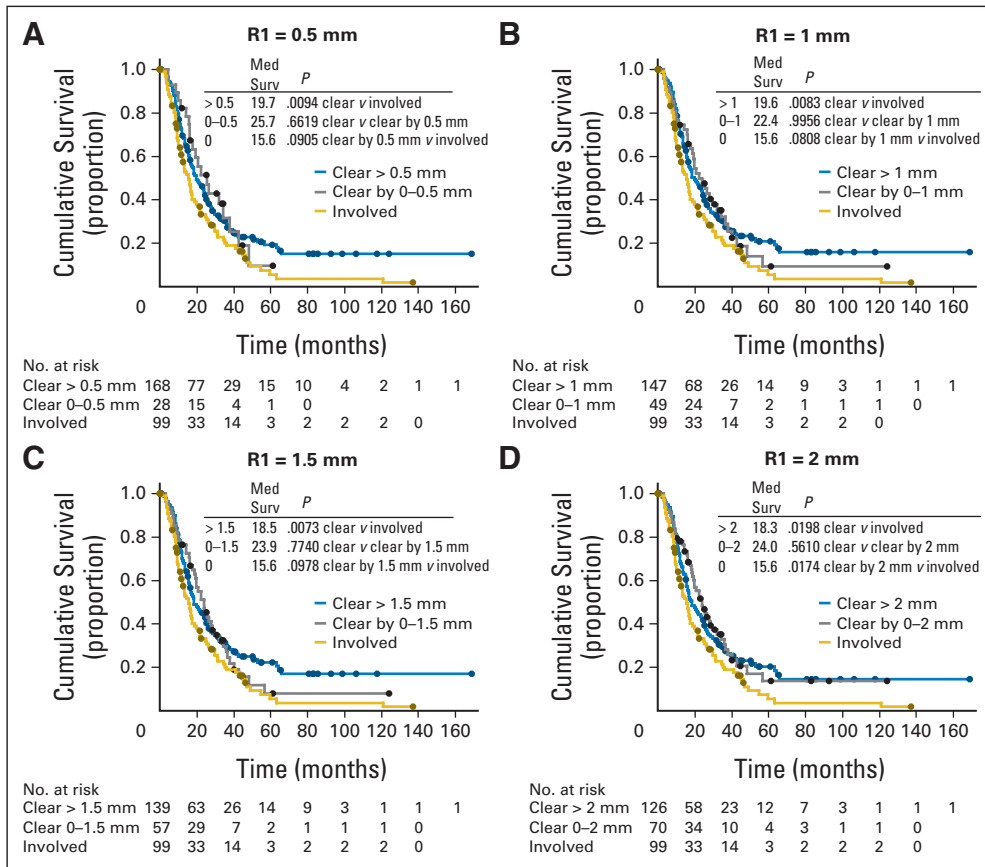 A
R1 = 0.5 mm
Cumulative Survival
(proportion)
1.0
0.8
0.6
0.4
0.2
0 20 40 60 80 100 120 140 160
Time (months)
Med
Surv P
> 0.5 19.7 .0094 clear v involved
0–0.5 25.7 .6619 clear v clear by 0.5 mm
0 15.6 .0905 clear by 0.5 mm v involved
Clear > 0.5 mm
Clear by 0–0.5 mm
Involved
No. at risk
Clear > 0.5 mm 168 77 29 15 10 4 2 1 1
Clear 0–0.5 mm 28 15 4 1 0
Involved 99 33 14 3 2 2 2 0
B
R1 = 1 mm
Cumulative Survival
(proportion)
1.0
0.8
0.6
0.4
0.2
0 20 40 60 80 100 120 140 160
Time (months)
Med
Surv P
> 1 19.6 .0083 clear v involved
0–1 22.4 .9956 clear v clear by 1 mm
0 15.6 .0808 clear by 1 mm v involved
Clear > 1 mm
Clear by 0–1 mm
Involved
No. at risk
Clear > 1 mm 147 68 26 14 9 3 1 1 1
Clear 0–1 mm 49 24 7 2 1 1 1 0
Involved 99 33 14 3 2 2 0
C
R1 = 1.5 mm
Cumulative Survival
(proportion)
1.0
0.8
0.6
0.4
0.2
0 20 40 60 80 100 120 140 160
Time (months)
Med
Surv P
> 1.5 18.5 .0073 clear v involved
0–1.5 23.9 .7740 clear v clear by 1.5 mm
0 15.6 .0978 clear by 1.5 mm v involved
Clear > 1.5 mm
Clear by 0–1.5 mm
Involved
No. at risk
Clear > 1.5 mm 139 63 26 14 9 3 1 1 1
Clear 0–1.5 mm 57 29 7 2 1 1 1 0
Involved 99 33 14 3 2 2 2 0
D
R1 = 2 mm
Cumulative Survival
(proportion)
1.0
0.8
0.6
0.4
0.2
0 20 40 60 80 100 120 140 160
Time (months)
Med
Surv P
> 2 18.3 .0198 clear v involved
0–2 24.0 .5610 clear v clear by 2 mm
0 15.6 .0174 clear by 2 mm v involved
Clear > 2 mm
Clear by 0–2 mm
Involved
No. at risk
Clear > 2 mm 126 58 23 12 7 3 1 1 1
Clear 0–2 mm 70 34 10 4 3 1 1 0
Involved 99 33 14 3 2 2 2 0